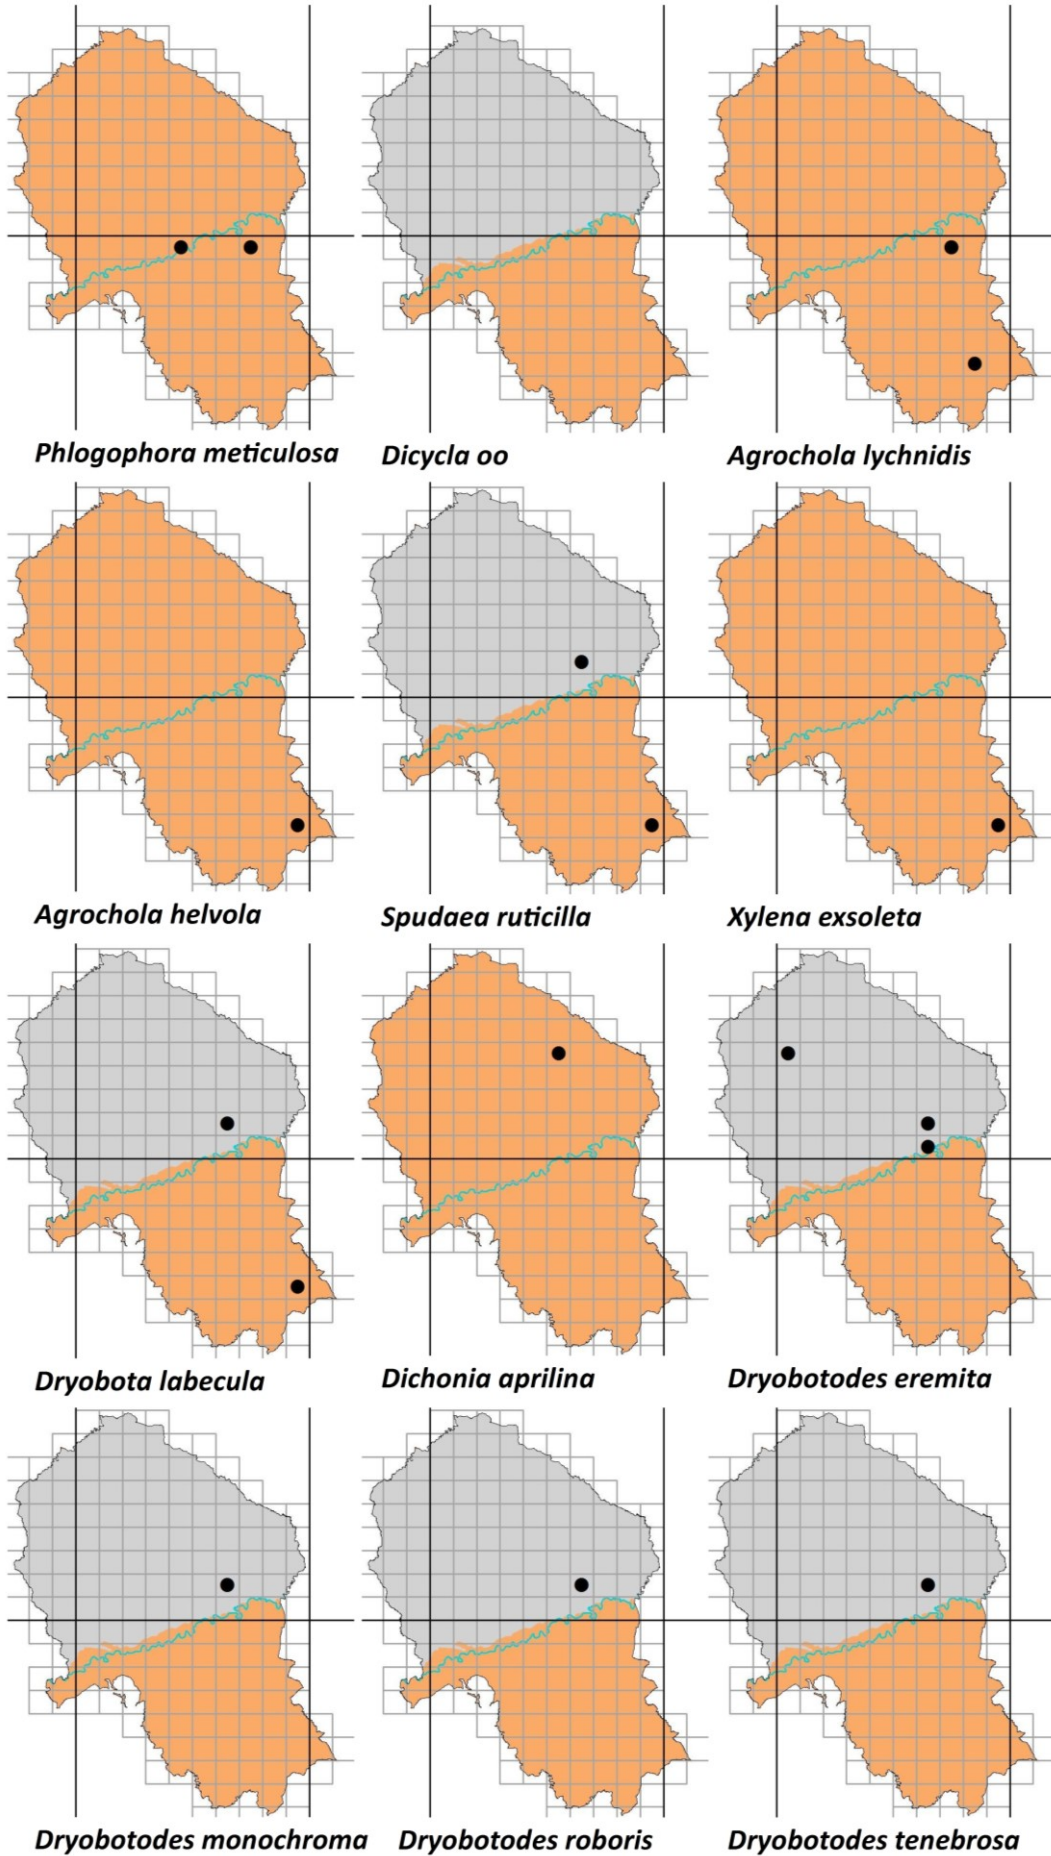 Phlogophora meticulosa
Dicycla oo
Agrochola lychnidis
Agrochola helvola
Spudaea ruticilla
Xylena exsoleta
Dryobota labecula
Dichonia aprilina
Dryobotodes eremita
Dryobotodes monochroma
Dryobotodes roboris
Dryobotodes tenebrosa